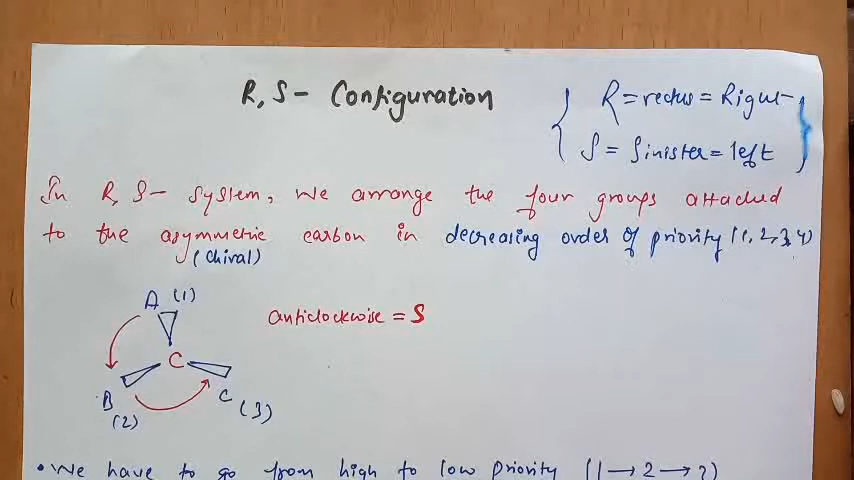 R, S - Configuration
R = rectus = Right
S = Sinister = left
In R, S - System, We arrange the four groups attached
to the asymmetric carbon in decreasing order of priority (1, 2, 3, 4)
(Chiral)
A (1)
anticlockwise = S
C
B
(2)
C (3)
• We have to go from high to low priority (1 → 2 → 3)